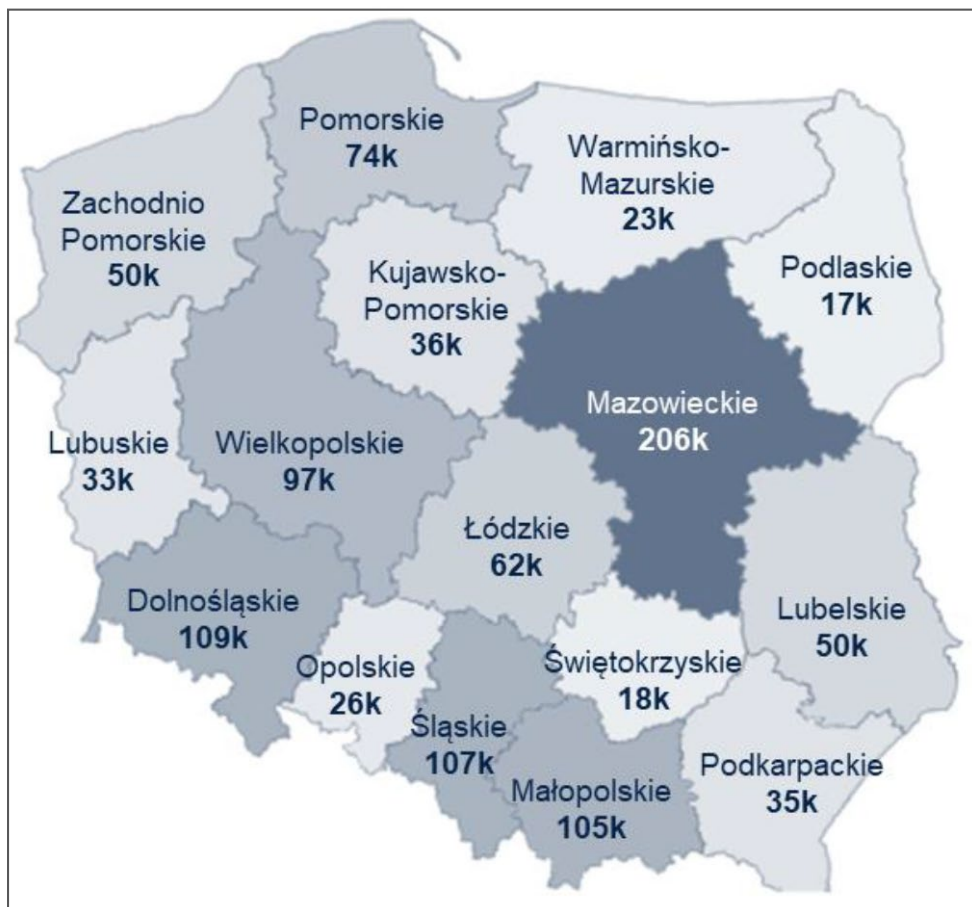 Pomorskie
74k
Warmińsko-
Mazurskie
23k
Zachodnio
Pomorskie
50k
Kujawsko-
Pomorskie
36k
Podlaskie
17k
Mazowieckie
206k
Lubuskie
33k
Wielkopolskie
97k
Łódzkie
62k
Dolnośląskie
109k
Lubelskie
50k
Opolskie
26k
Świętokrzyskie
18k
Śląskie
107k
Małopolskie
105k
Podkarpackie
35k